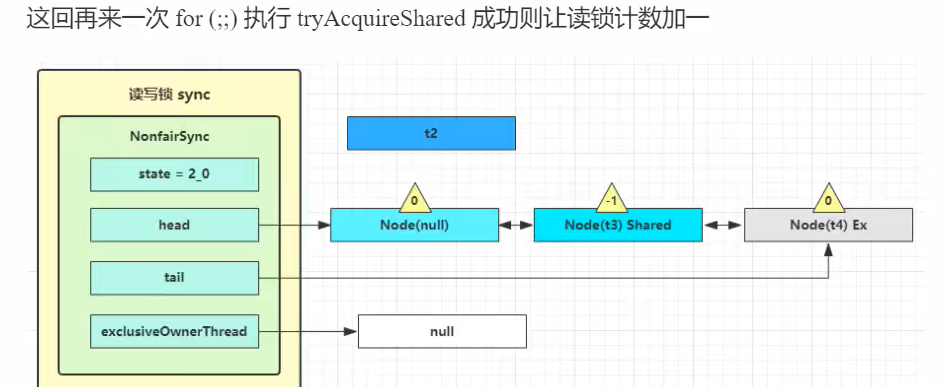 这回再来一次 for (;;) 执行 tryAcquireShared 成功则让读锁计数加一
读写锁 sync
NonfairSync
t2
state = 2_0
0
-1
0
head
Node(null)
Node(t3) Shared
Node(t4) Ex
tail
exclusiveOwnerThread
null